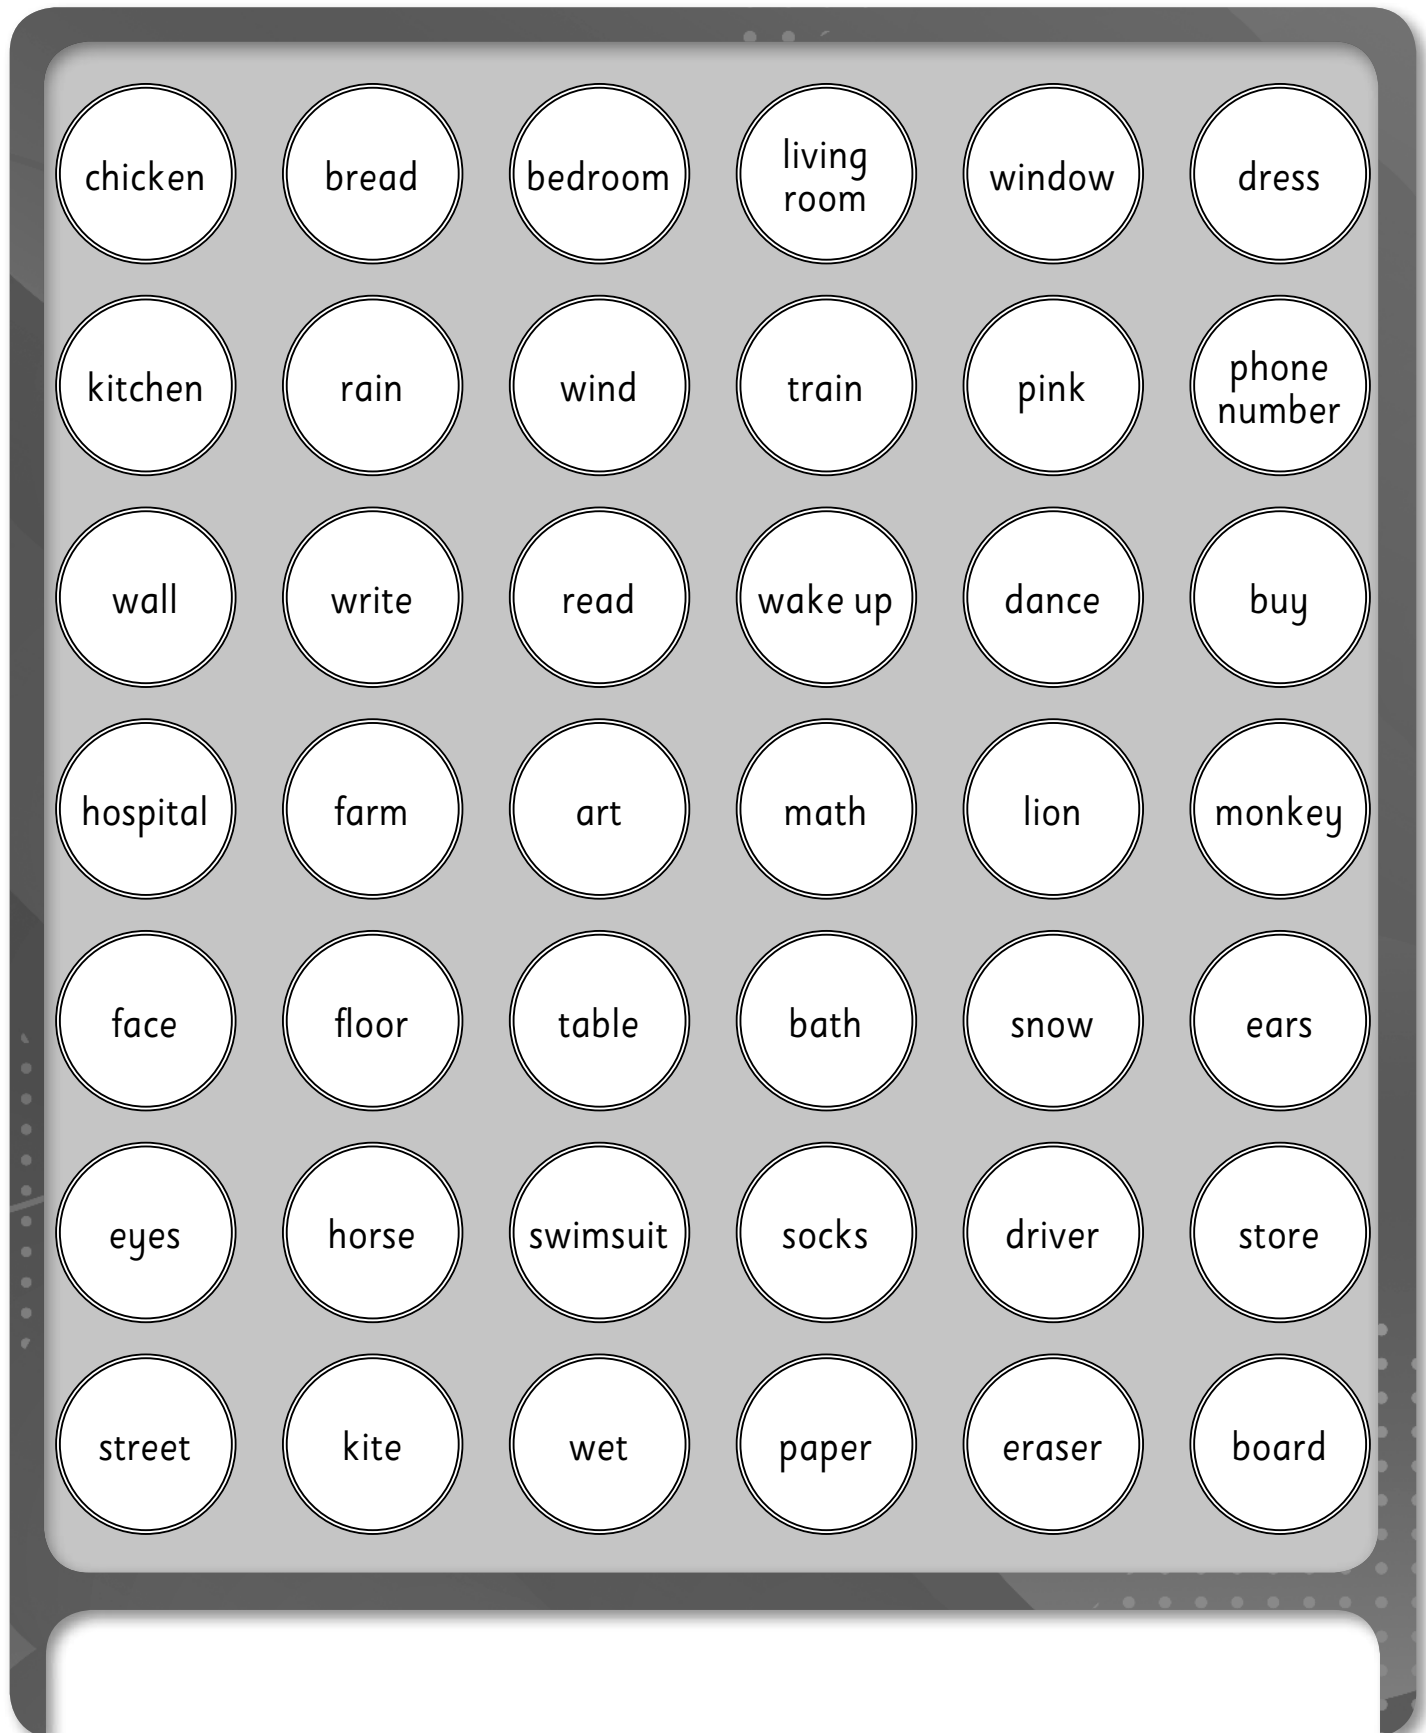 chicken bread bedroom living room window dress
kitchen rain wind train pink phone number
wall write read wake up dance buy
hospital farm art math lion monkey
face floor table bath snow ears
eyes horse swimsuit socks driver store
street kite wet paper eraser board